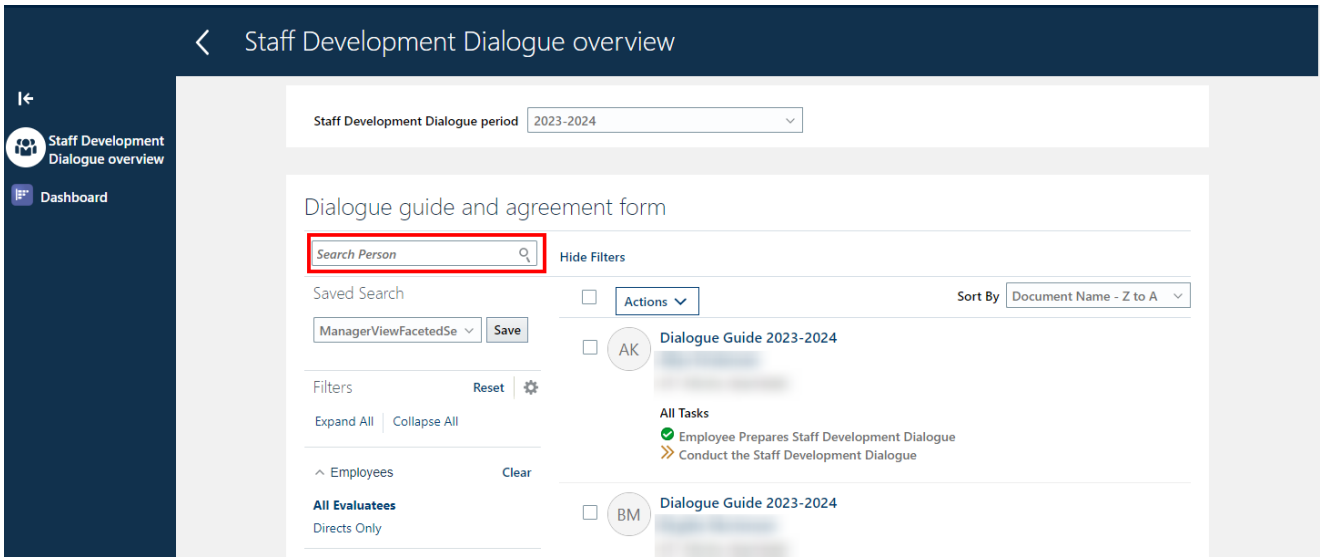 Staff Development Dialogue overview
Staff Development
Dialogue overview
Dashboard
Staff Development Dialogue period 2023-2024
Dialogue guide and agreement form
Search Person
Hide Filters
Saved Search
ManagerViewFacetedSe
Save
Filters
Reset
Expand All
Collapse All
Employees
Clear
All Evaluatees
Directs Only
Actions
Sort By Document Name - Z to A
AK
Dialogue Guide 2023-2024
All Tasks
Employee Prepares Staff Development Dialogue
Conduct the Staff Development Dialogue
BM
Dialogue Guide 2023-2024